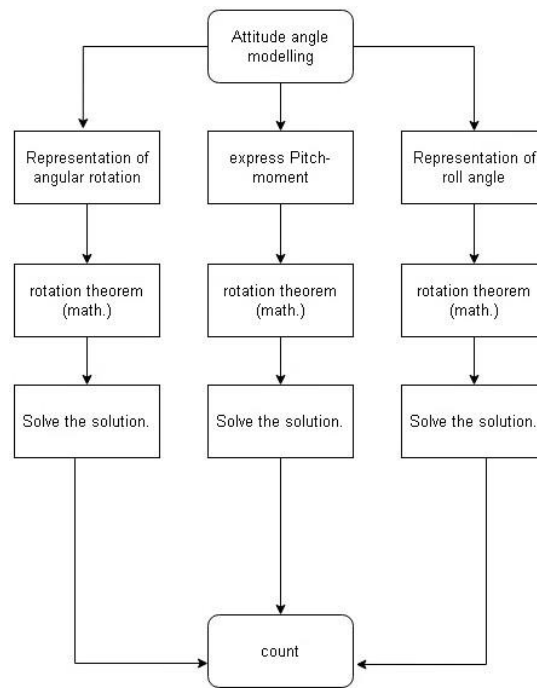 Attitude angle
modelling
Representation of
angular rotation
express Pitch-
moment
Representation of
roll angle
rotation theorem
(math.)
rotation theorem
(math.)
rotation theorem
(math.)
Solve the solution.
Solve the solution.
Solve the solution.
count